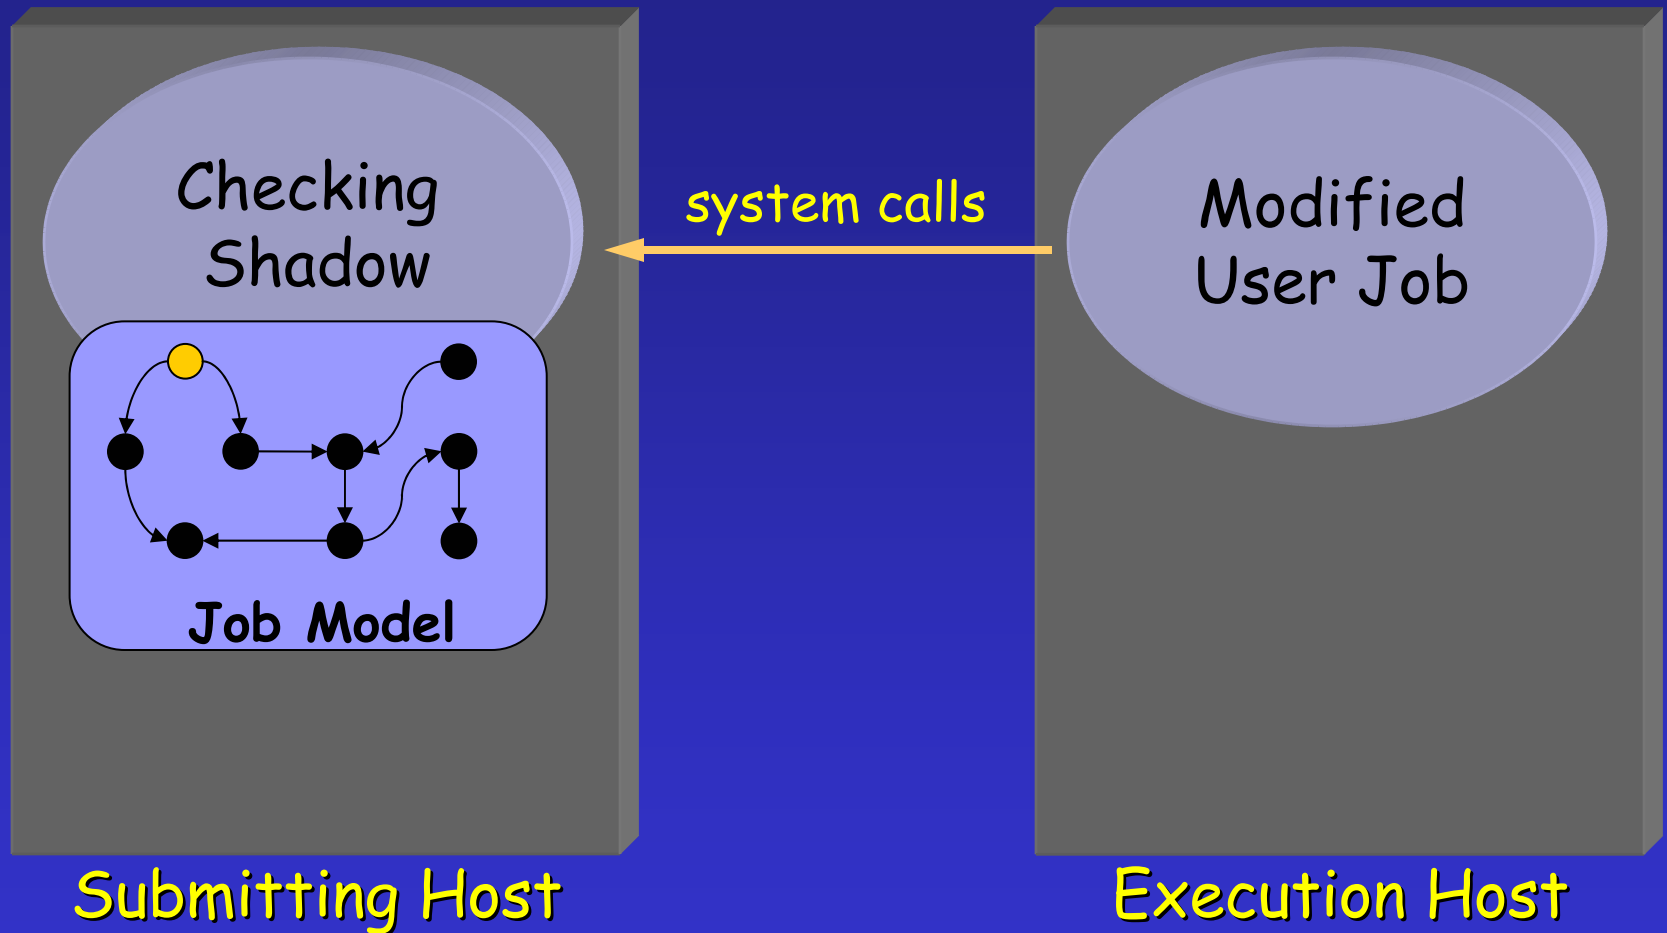 Checking
Shadow
system calls
Modified
User Job
Job Model
Submitting Host
Execution Host